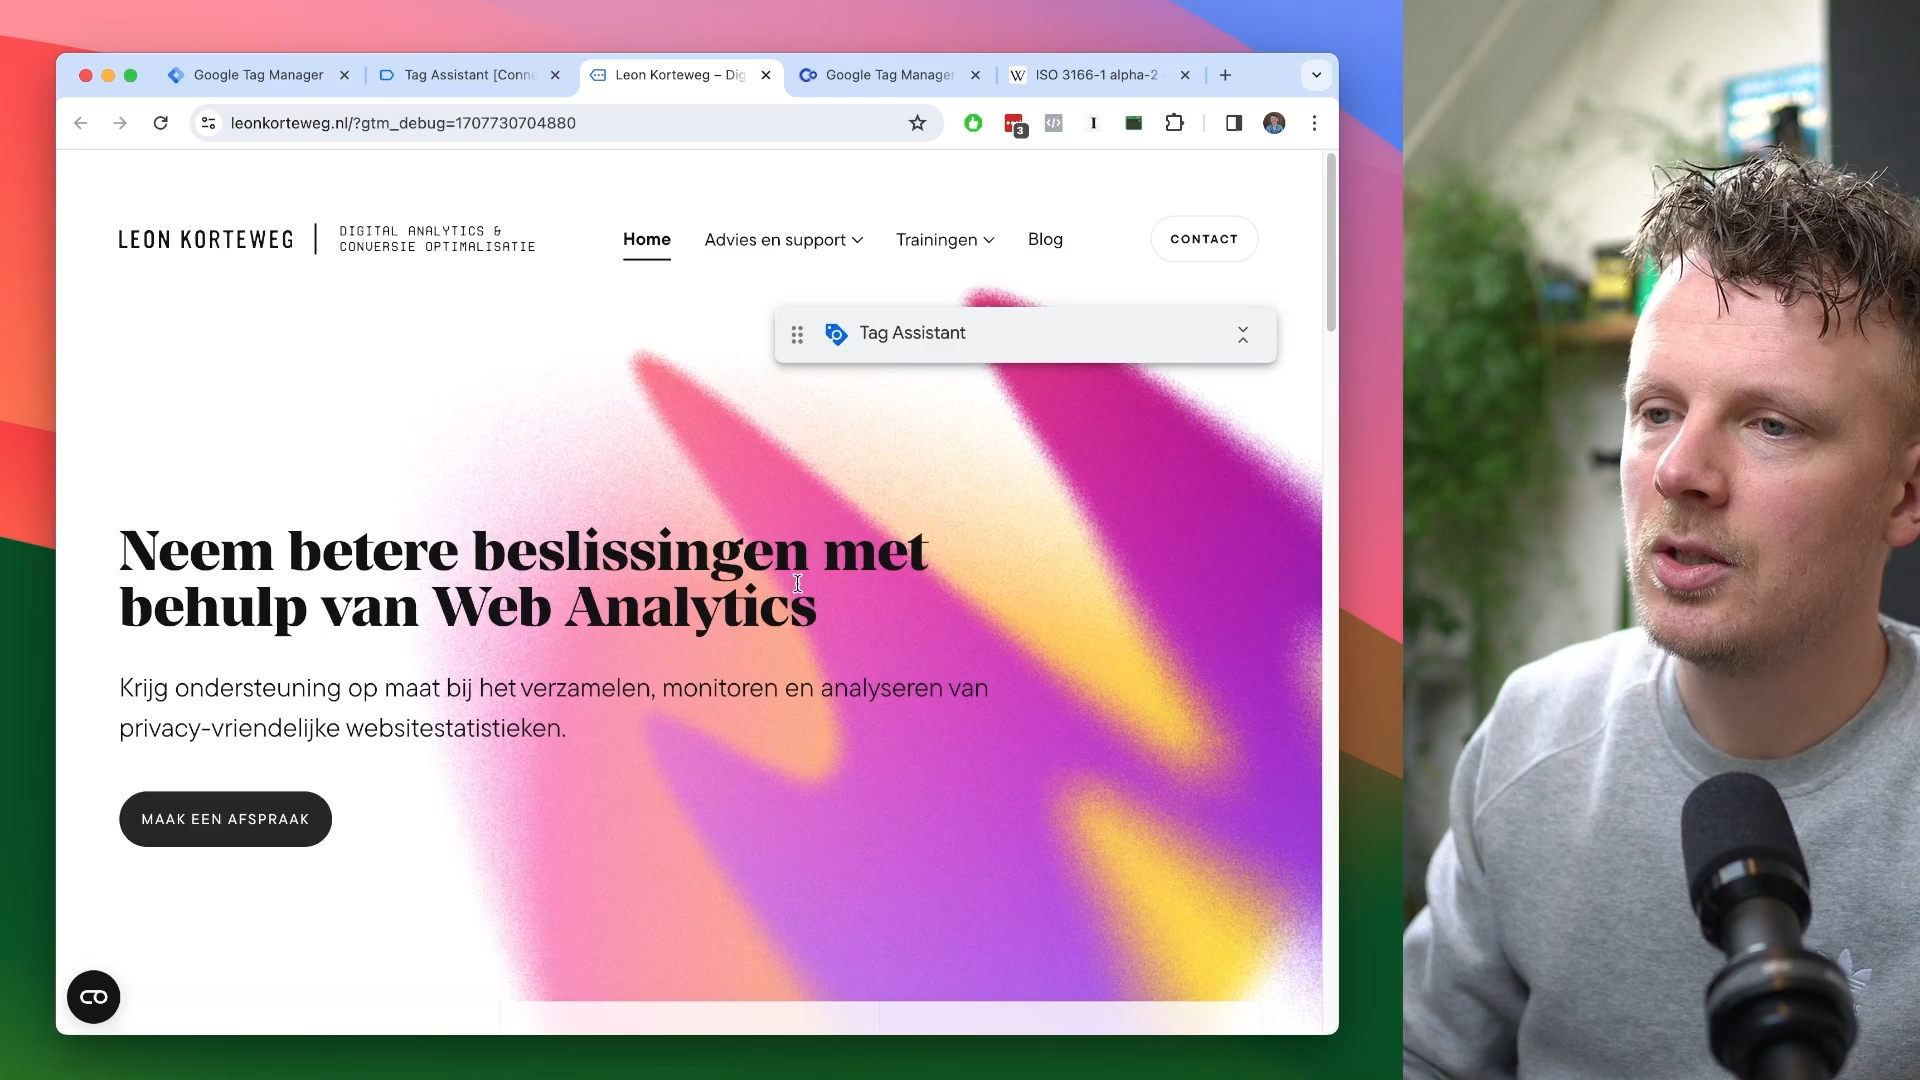 Google Tag Manager
Tag Assistant [Conne
Leon Korteweg – Dig
Google Tag Manager
W
ISO 3166-1 alpha-2
leonkorteweg.nl/?gtm_debug=1707730704880
3
I
LEON KORTEWEG
DIGITAL ANALYTICS &
CONVERSIE OPTIMALISATIE
Home
Advies en support
Trainingen
Blog
CONTACT
Tag Assistant
Neem betere beslissingen met
behulp van Web Analytics
Krijg ondersteuning op maat bij het verzamelen, monitoren en analyseren van
privacy-vriendelijke websitestatistieken.
MAAK EEN AFSPRAAK